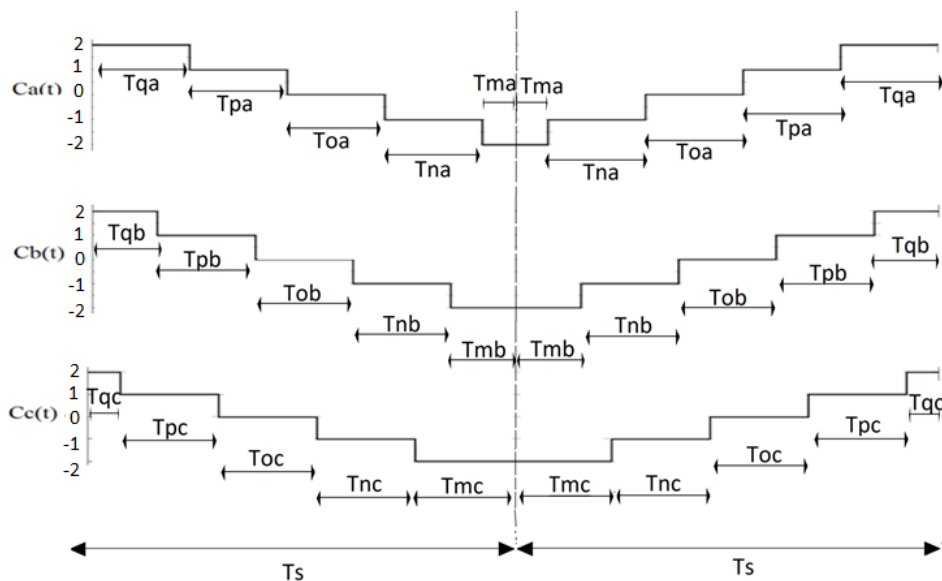 2
1
Ca(t) 0
-1
-2
Tqa
Tpa
Toa
Tna
Tma Tma
Tna
Toa
Tpa
Tqa
2
1
Cb(t) 0
-1
-2
Tqb
Tpb
Tob
Tnb
Tmb Tmb
Tnb
Tob
Tpb
Tqb
2
1
Cc(t) 0
-1
-2
Tqc
Tpc
Toc
Tnc
Tmc Tmc
Tnc
Toc
Tpc
Tqc
Ts Ts